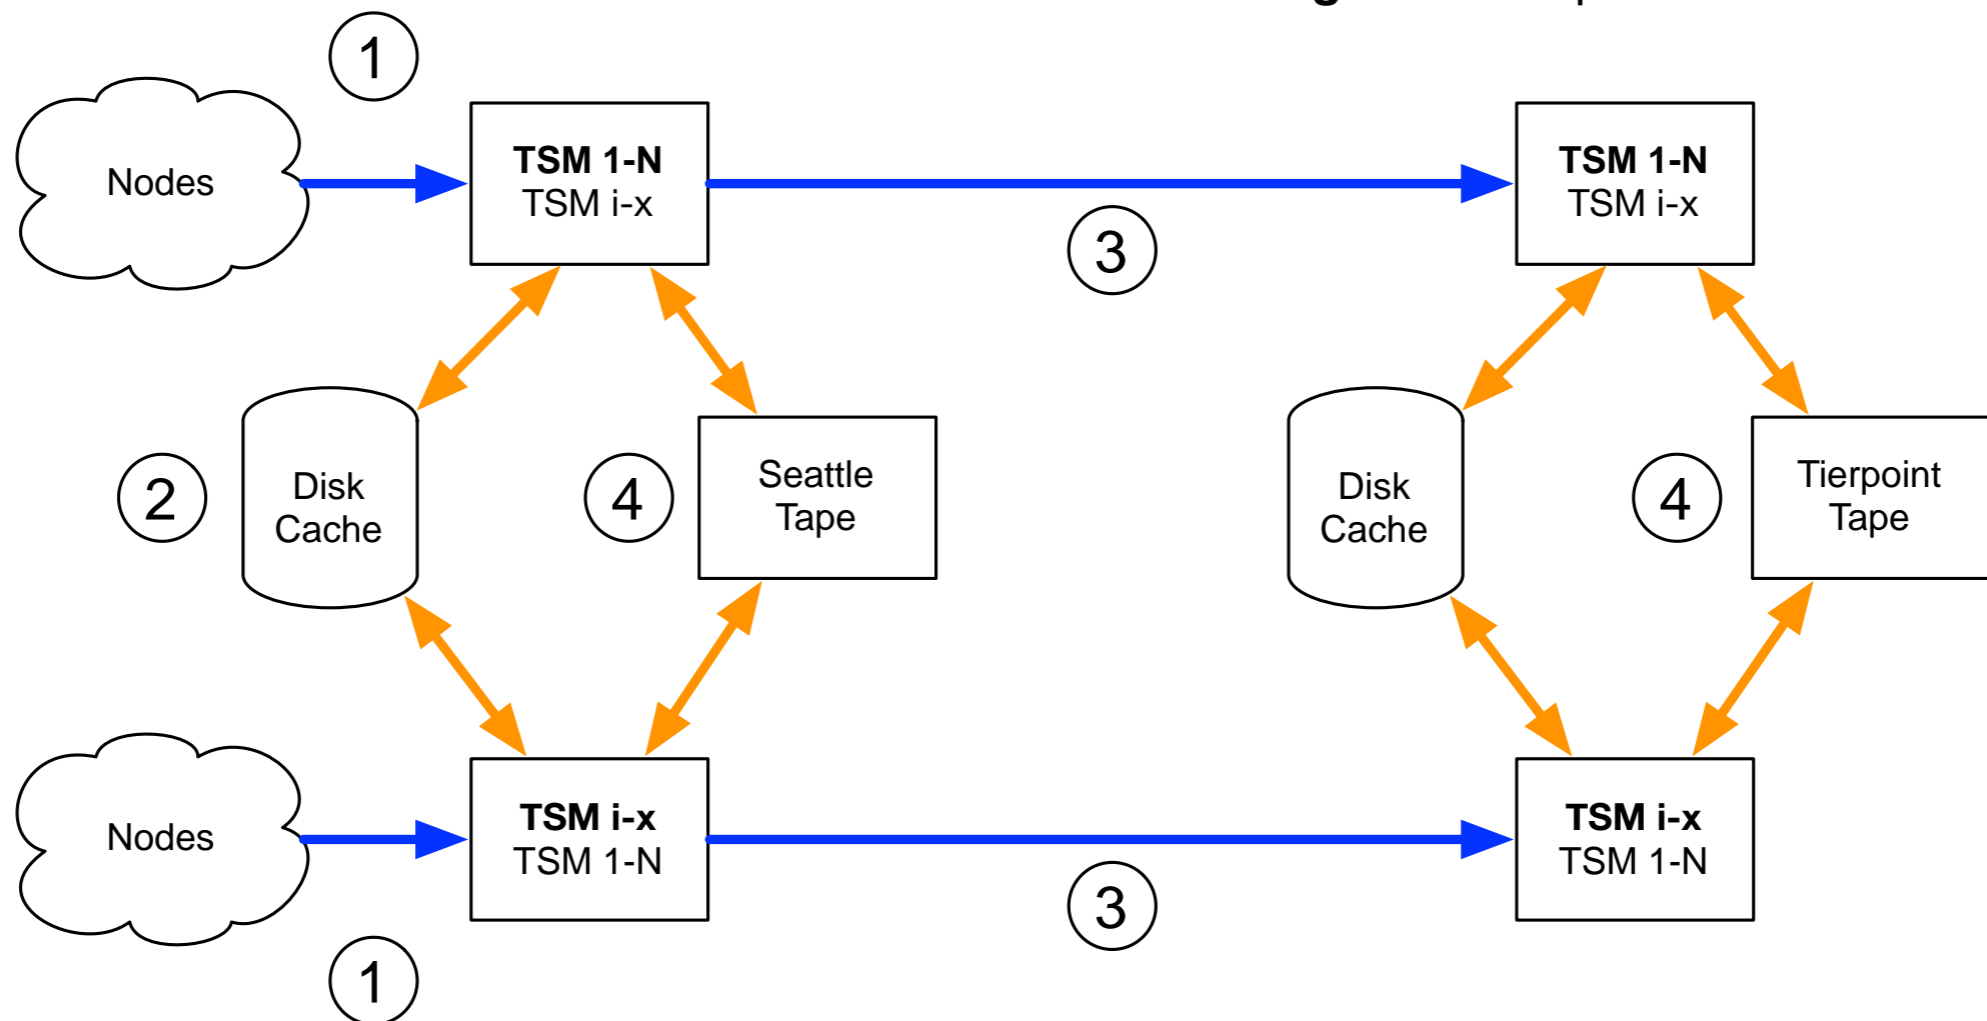 1
Nodes
TSM 1-N
TSM i-x
3
TSM 1-N
TSM i-x
2
Disk
Cache
4
Seattle
Tape
Disk
Cache
4
Tierpoint
Tape
Nodes
TSM i-x
TSM 1-N
3
TSM i-x
TSM 1-N
1